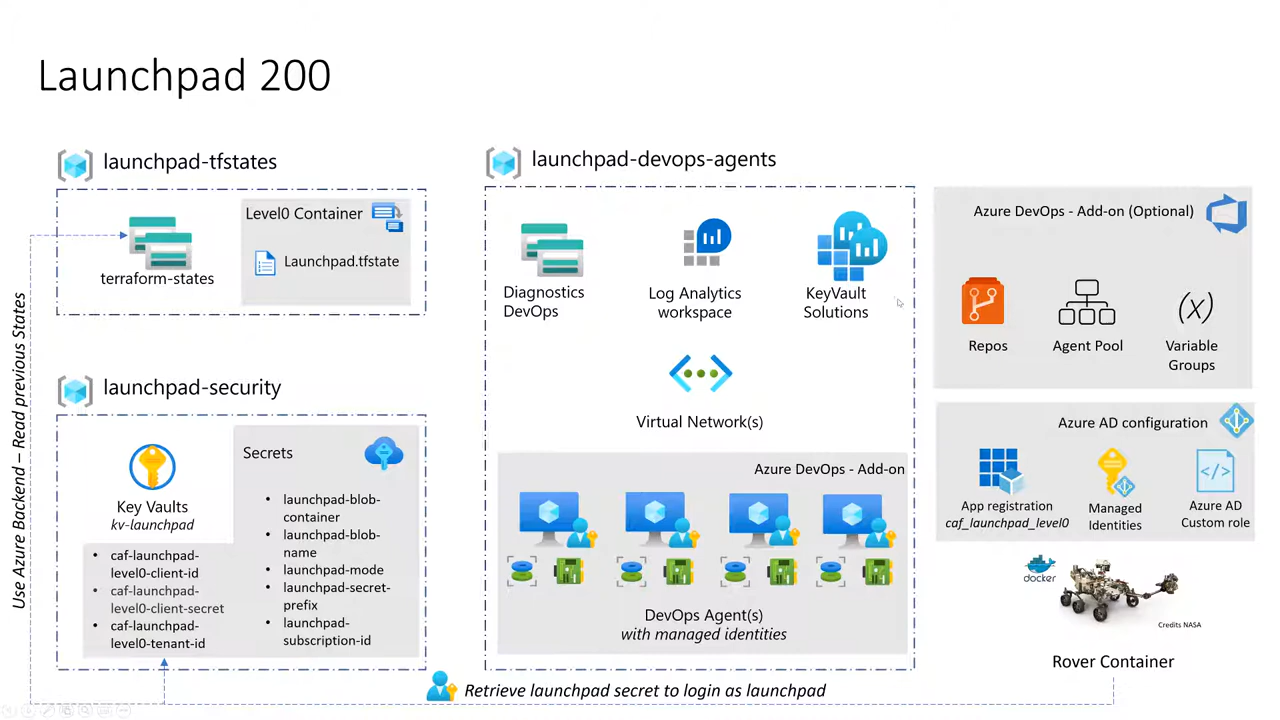 Launchpad 200
launchpad-tfstates
terraform-states
Level0 Container
Launchpad.tfstate
launchpad-security
Key Vaults
kv-launchpad
• caf-launchpad-
level0-client-id
• caf-launchpad-
level0-client-secret
• caf-launchpad-
level0-tenant-id
Secrets
• launchpad-blob-
container
• launchpad-blob-
name
• launchpad-mode
• launchpad-secret-
prefix
• launchpad-
subscription-id
Use Azure Backend – Read previous States
launchpad-devops-agents
Diagnostics
DevOps
Log Analytics
workspace
KeyVault
Solutions
Virtual Network(s)
Azure DevOps - Add-on
DevOps Agent(s)
with managed identities
Azure DevOps - Add-on (Optional)
Repos
Agent Pool
(x)
Variable
Groups
Azure AD configuration
App registration
caf_launchpad_level0
Managed
Identities
</>
Azure AD
Custom role
docker
Credits NASA
Rover Container
Retrieve launchpad secret to login as launchpad